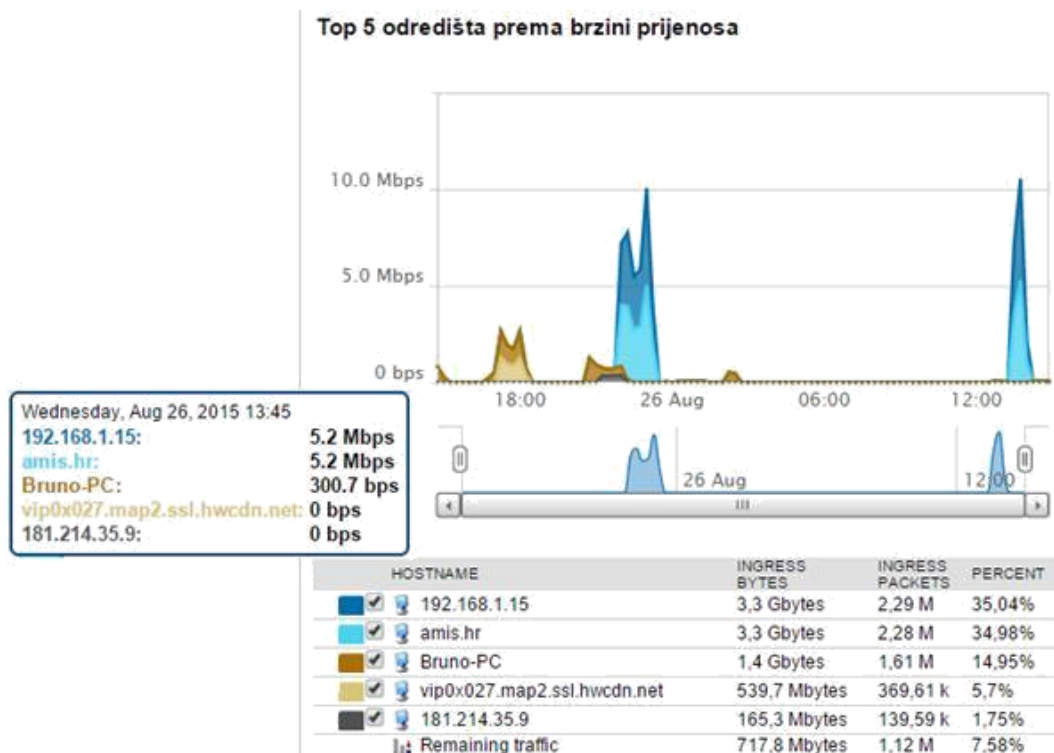 Top 5 odredišta prema brzini prijenosa
10.0 Mbps
5.0 Mbps
0 bps
18:00 26 Aug 06:00 12:00
Wednesday, Aug 26, 2015 13:45
192.168.1.15: 5.2 Mbps
amis.hr: 5.2 Mbps
Bruno-PC: 300.7 bps
vip0x027.map2.ssl.hwcdn.net: 0 bps
181.214.35.9: 0 bps
26 Aug 12:00
HOSTNAME INGRESS BYTES INGRESS PACKETS PERCENT
192.168.1.15 3,3 Gbytes 2,29 M 35,04%
amis.hr 3,3 Gbytes 2,28 M 34,98%
Bruno-PC 1,4 Gbytes 1,61 M 14,95%
vip0x027.map2.ssl.hwcdn.net 539,7 Mbytes 369,61 k 5,7%
181.214.35.9 165,3 Mbytes 139,59 k 1,75%
Remaining traffic 717,8 Mbytes 1,12 M 7,58%